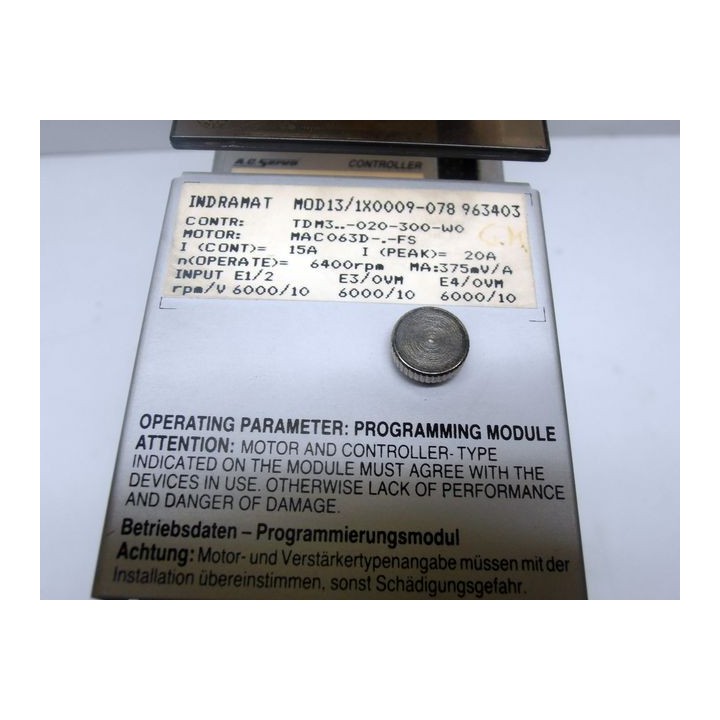 A.C. Servo CONTROLLER
INDRAMAT MOD13/1X0009-078 963403
CONTR: TDM3..-020-300-W0
MOTOR: MAC063D-.-FS
I (CONT)= 15A I (PEAK)= 20A
n(OPERATE)= 6400rpm MA:375mV/A
INPUT E1/2 E3/OVM E4/OVM
rpm/V 6000/10 6000/10 6000/10
OPERATING PARAMETER: PROGRAMMING MODULE
ATTENTION: MOTOR AND CONTROLLER-TYPE
INDICATED ON THE MODULE MUST AGREE WITH THE
DEVICES IN USE. OTHERWISE LACK OF PERFORMANCE
AND DANGER OF DAMAGE.
Betriebsdaten – Programmierungsmodul
Achtung: Motor- und Verstärkertypenangabe müssen mit der
Installation übereinstimmen, sonst Schädigungsgefahr.